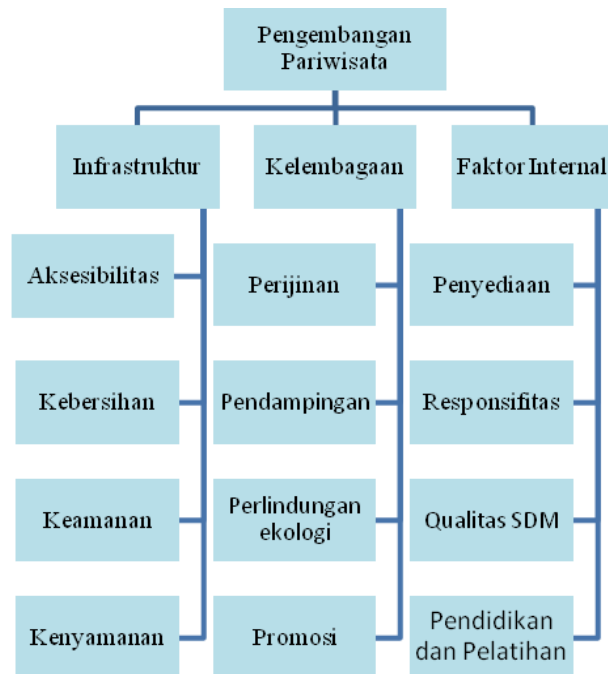 Pengembangan
Pariwisata
Infrastruktur
Kelembagaan
Faktor Internal
Aksesibilitas
Kebersihan
Keamanan
Kenyamanan
Perijinan
Pendampingan
Perlindungan
ekologi
Promosi
Penyediaan
Responsifitas
Qualitas SDM
Pendidikan
dan Pelatihan